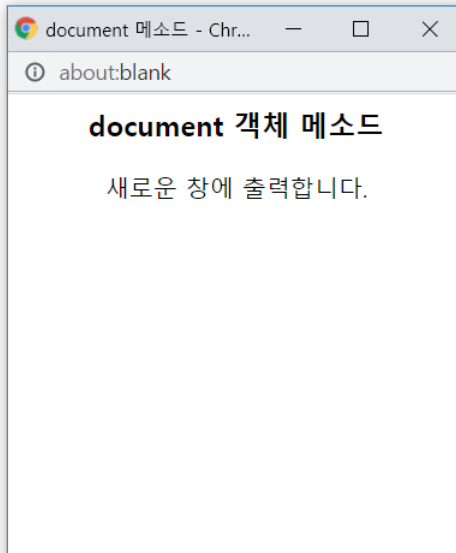 document 메소드 - Chr...
about:blank
document 객체 메소드
새로운 창에 출력합니다.